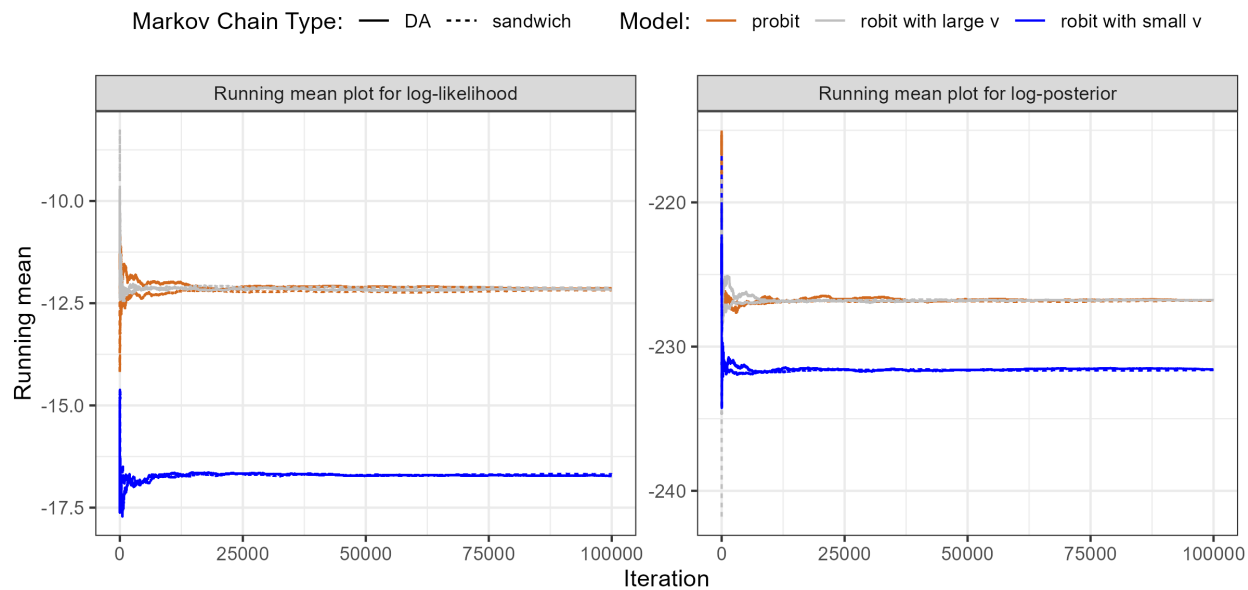 Markov Chain Type: DA sandwich Model: probit robit with large v robit with small v
Running mean plot for log-likelihood
Running mean plot for log-posterior
Running mean
-10.0
-12.5
-15.0
-17.5
0 25000 50000 75000 100000
-220
-230
-240
0 25000 50000 75000 100000
Iteration